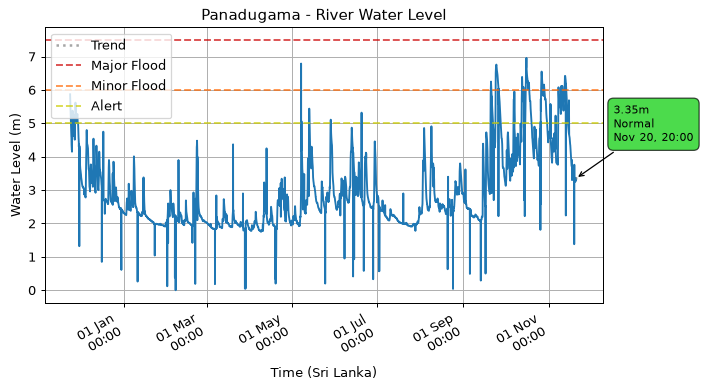 Panadugama - River Water Level
Trend
Major Flood
Minor Flood
Alert
3.35m
Normal
Nov 20, 20:00
Water Level (m)
7
6
5
4
3
2
1
0
01 Jan
00:00
01 Mar
00:00
01 May
00:00
01 Jul
00:00
01 Sep
00:00
01 Nov
00:00
Time (Sri Lanka)